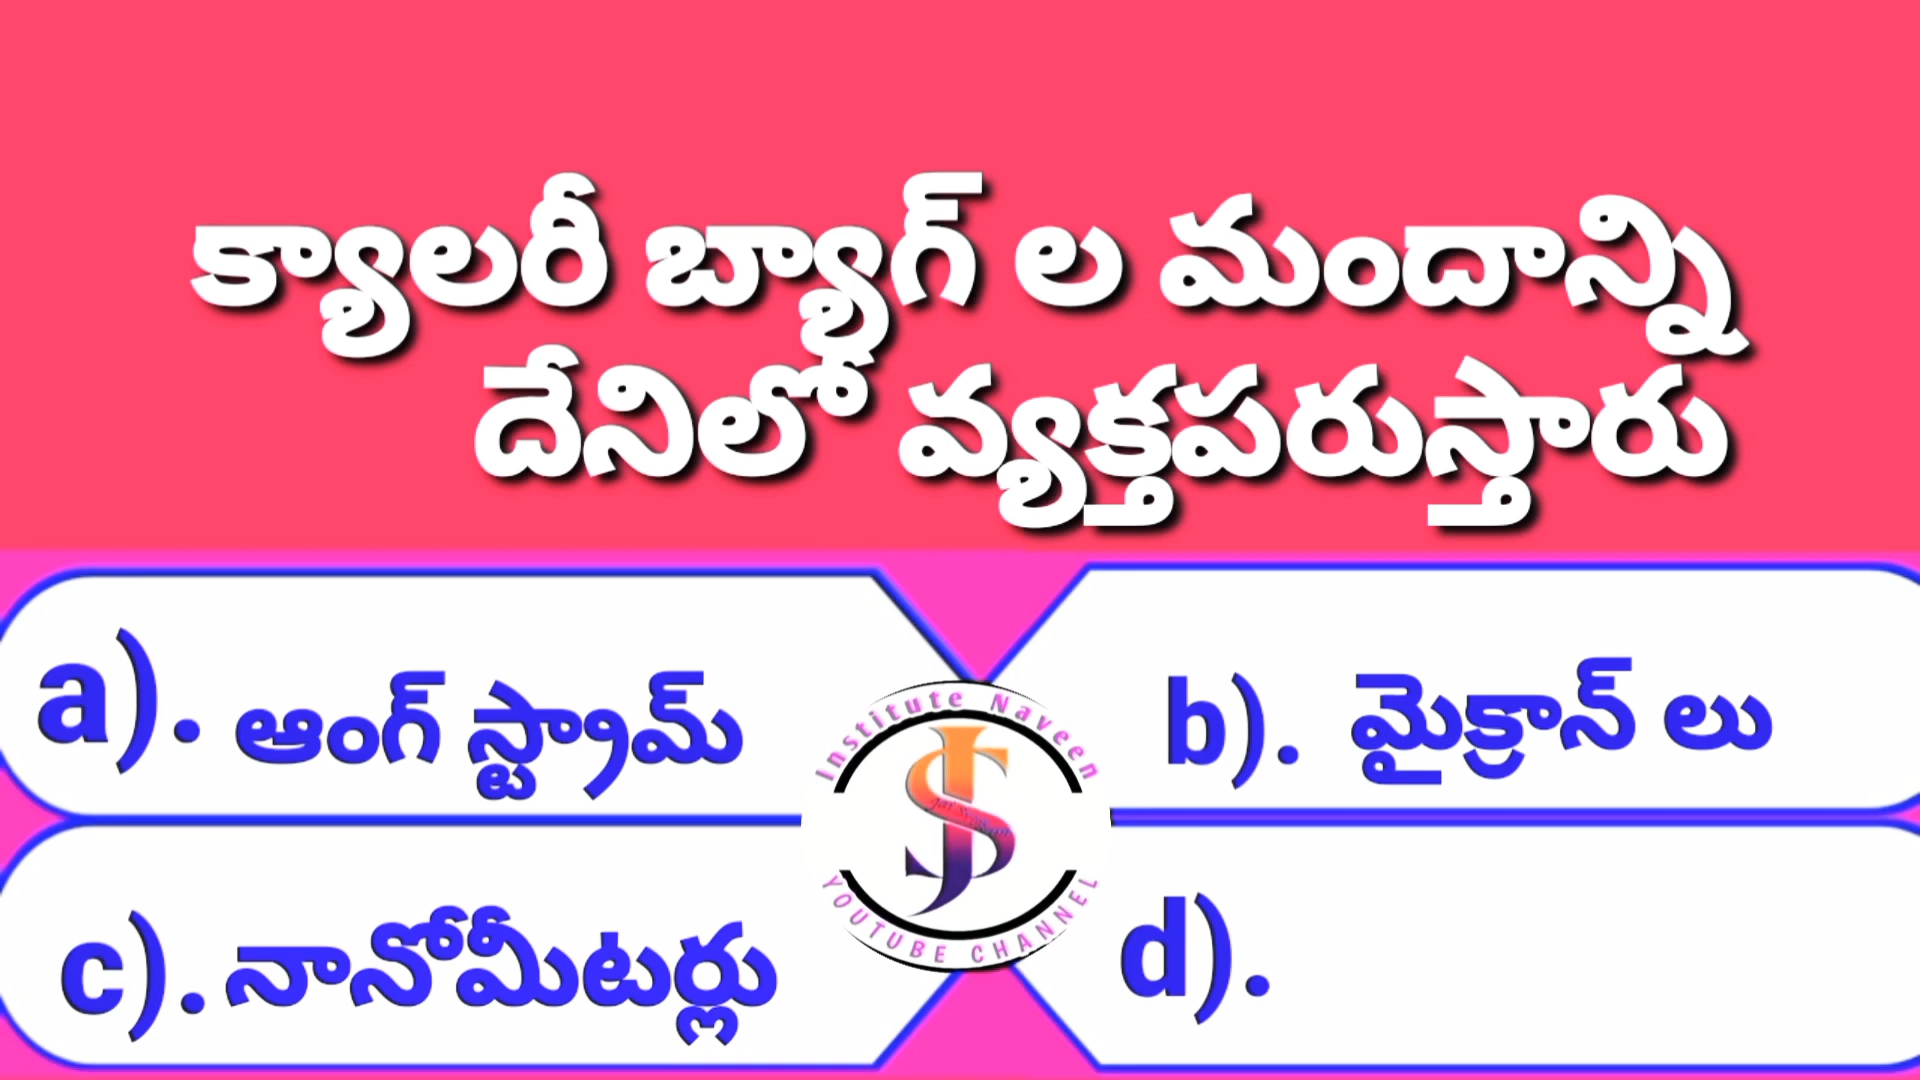 క్యాలరీ బ్యాగ్ ల మందాన్ని
దేనిలో వ్యక్తపరుస్తారు
a). ఆంగ్ స్ట్రామ్
b). మైక్రాన్ లు
c). నానోమీటర్లు
d).
Institute Naveen
YOUTUBE CHANNEL